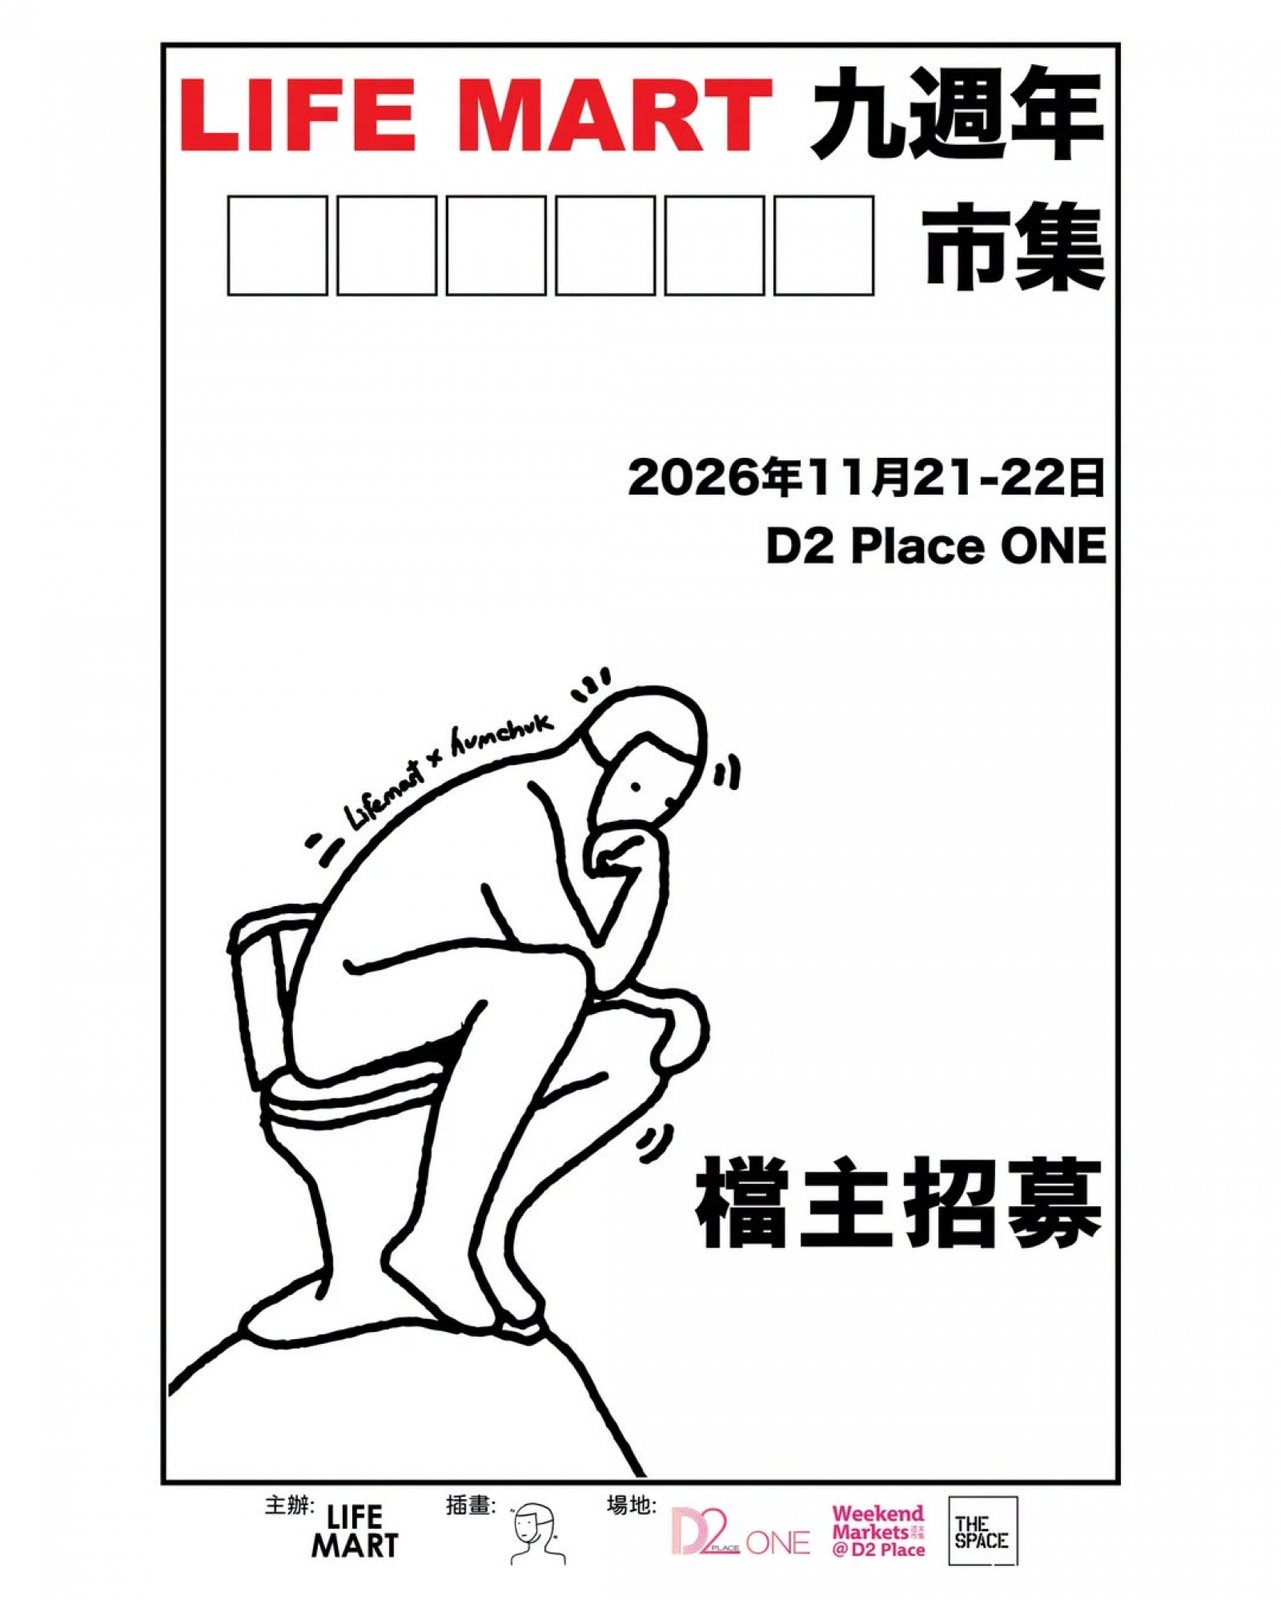 LIFE MART 九週年
市集
2026年11月21-22日
D2 Place ONE
Lifemart x humchuk
檔主招募
主辦:
LIFE
MART
插畫:
場地:
D2 PLACE ONE
Weekend
Markets
@ D2 Place
THE
SPACE